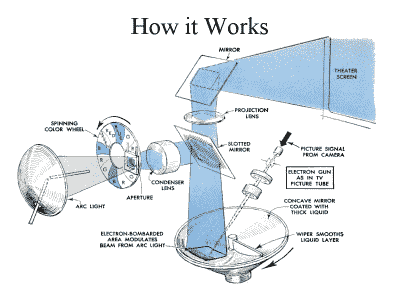 How it Works
MIRROR
THEATER
SCREEN
PROJECTION
LENS
SPINNING
COLOR WHEEL
SLOTTED
MIRROR
PICTURE SIGNAL
FROM CAMERA
ELECTRON GUN
AS IN TV
PICTURE TUBE
CONDENSER
LENS
APERTURE
ARC LIGHT
CONCAVE MIRROR
COATED WITH
THICK LIQUID
ELECTRON-BOMBARDED
AREA MODULATES
BEAM FROM ARC LIGHT
WIPER SMOOTHS
LIQUID LAYER